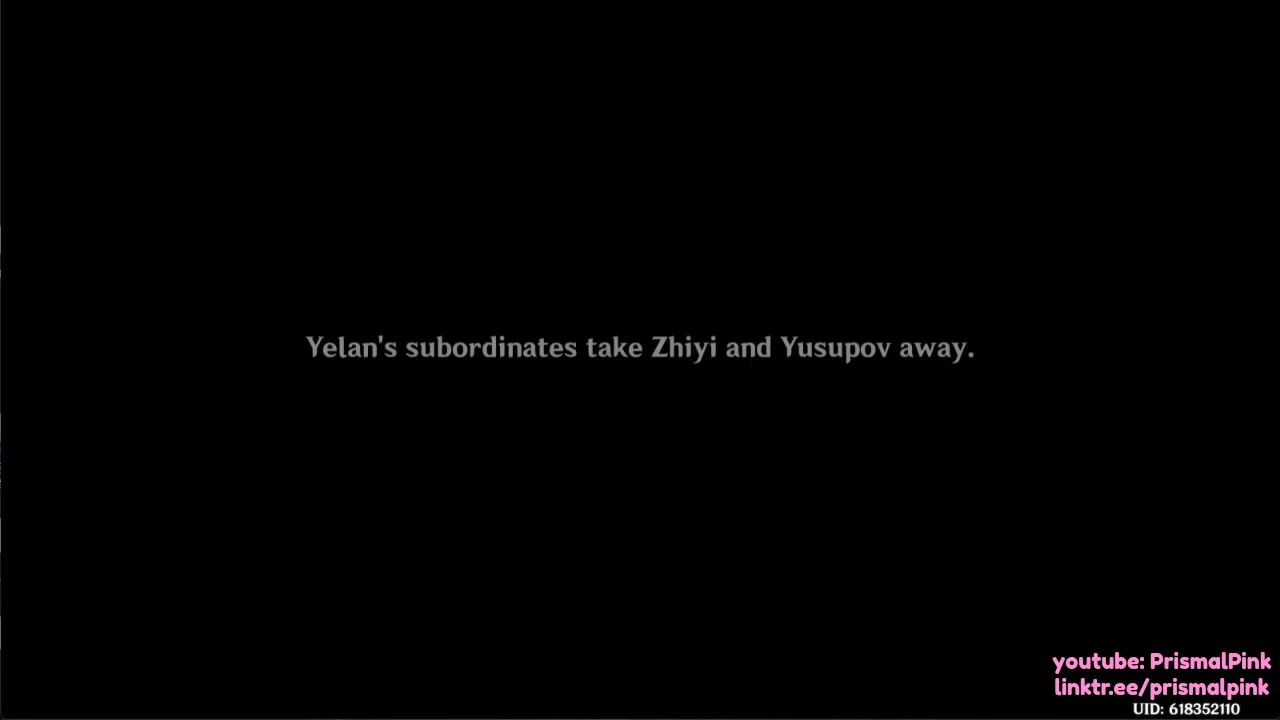 Yelan's subordinates take Zhiyi and Yusupov away.
youtube: PrismalPink
linktr.ee/prismalpink
UID: 618352110